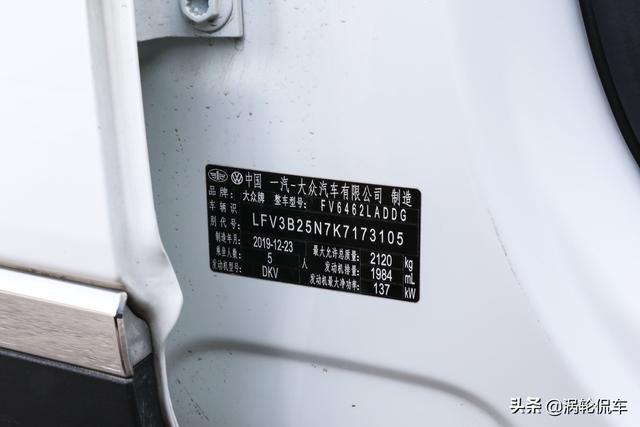 中国 一汽-大众汽车有限公司 制造
品牌: 大众牌 整车型号: FV6462LADDG
车辆识别代号: LFV3B25N7K7173105
制造年月: 2019-12-23 最大允许总质量: 2120 kg
乘坐人数: 5 人 发动机排量: 1984 mL
发动机型号: DKV 发动机最大净功率: 137 kW
头条 @涡轮侃车